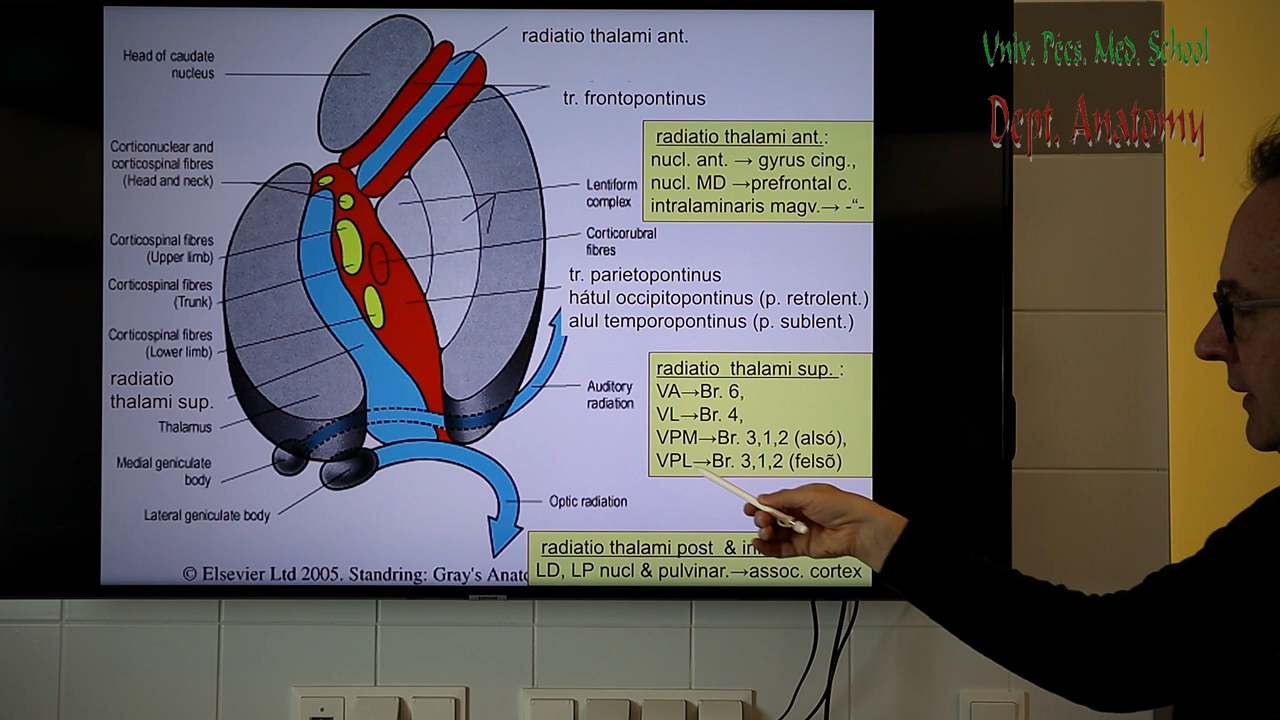 Univ. Pécs. Med. School
Dept. Anatomy
radiatio thalami ant.
Head of caudate
nucleus
tr. frontopontinus
radiatio thalami ant.:
nucl. ant. → gyrus cing.,
nucl. MD →prefrontal c.
intralaminaris magv.→ -“-
Corticonuclear and
corticospinal fibres
(Head and neck)
Lentiform
complex
Corticospinal fibres
(Upper limb)
Corticorubral
fibres
Corticospinal fibres
(Trunk)
tr. parietopontinus
hátul occipitopontinus (p. retrolent.)
alul temporopontinus (p. sublent.)
Corticospinal fibres
(Lower limb)
radiatio
thalami sup.
radiatio thalami sup. :
VA→Br. 6,
VL→Br. 4,
VPM→Br. 3,1,2 (alsó),
VPL→Br. 3,1,2 (felsõ)
Auditory
radiation
Thalamus
Medial geniculate
body
Lateral geniculate body
Optic radiation
radiatio thalami post & in
LD, LP nucl & pulvinar.→assoc. cortex
© Elsevier Ltd 2005. Standring: Gray's Anato